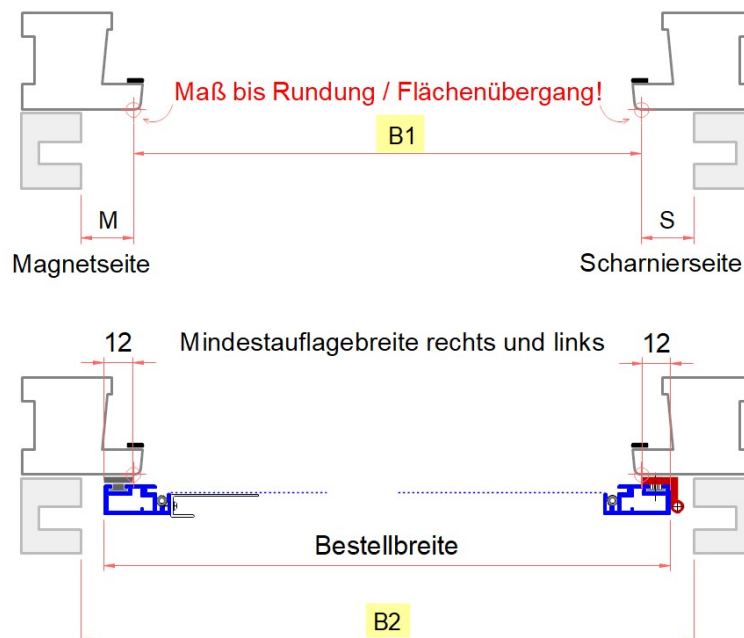 Maß bis Rundung / Flächenübergang!
B1
M
S
Magnetseite
Scharnierseite
12
Mindestauflagebreite rechts und links
12
Bestellbreite
B2